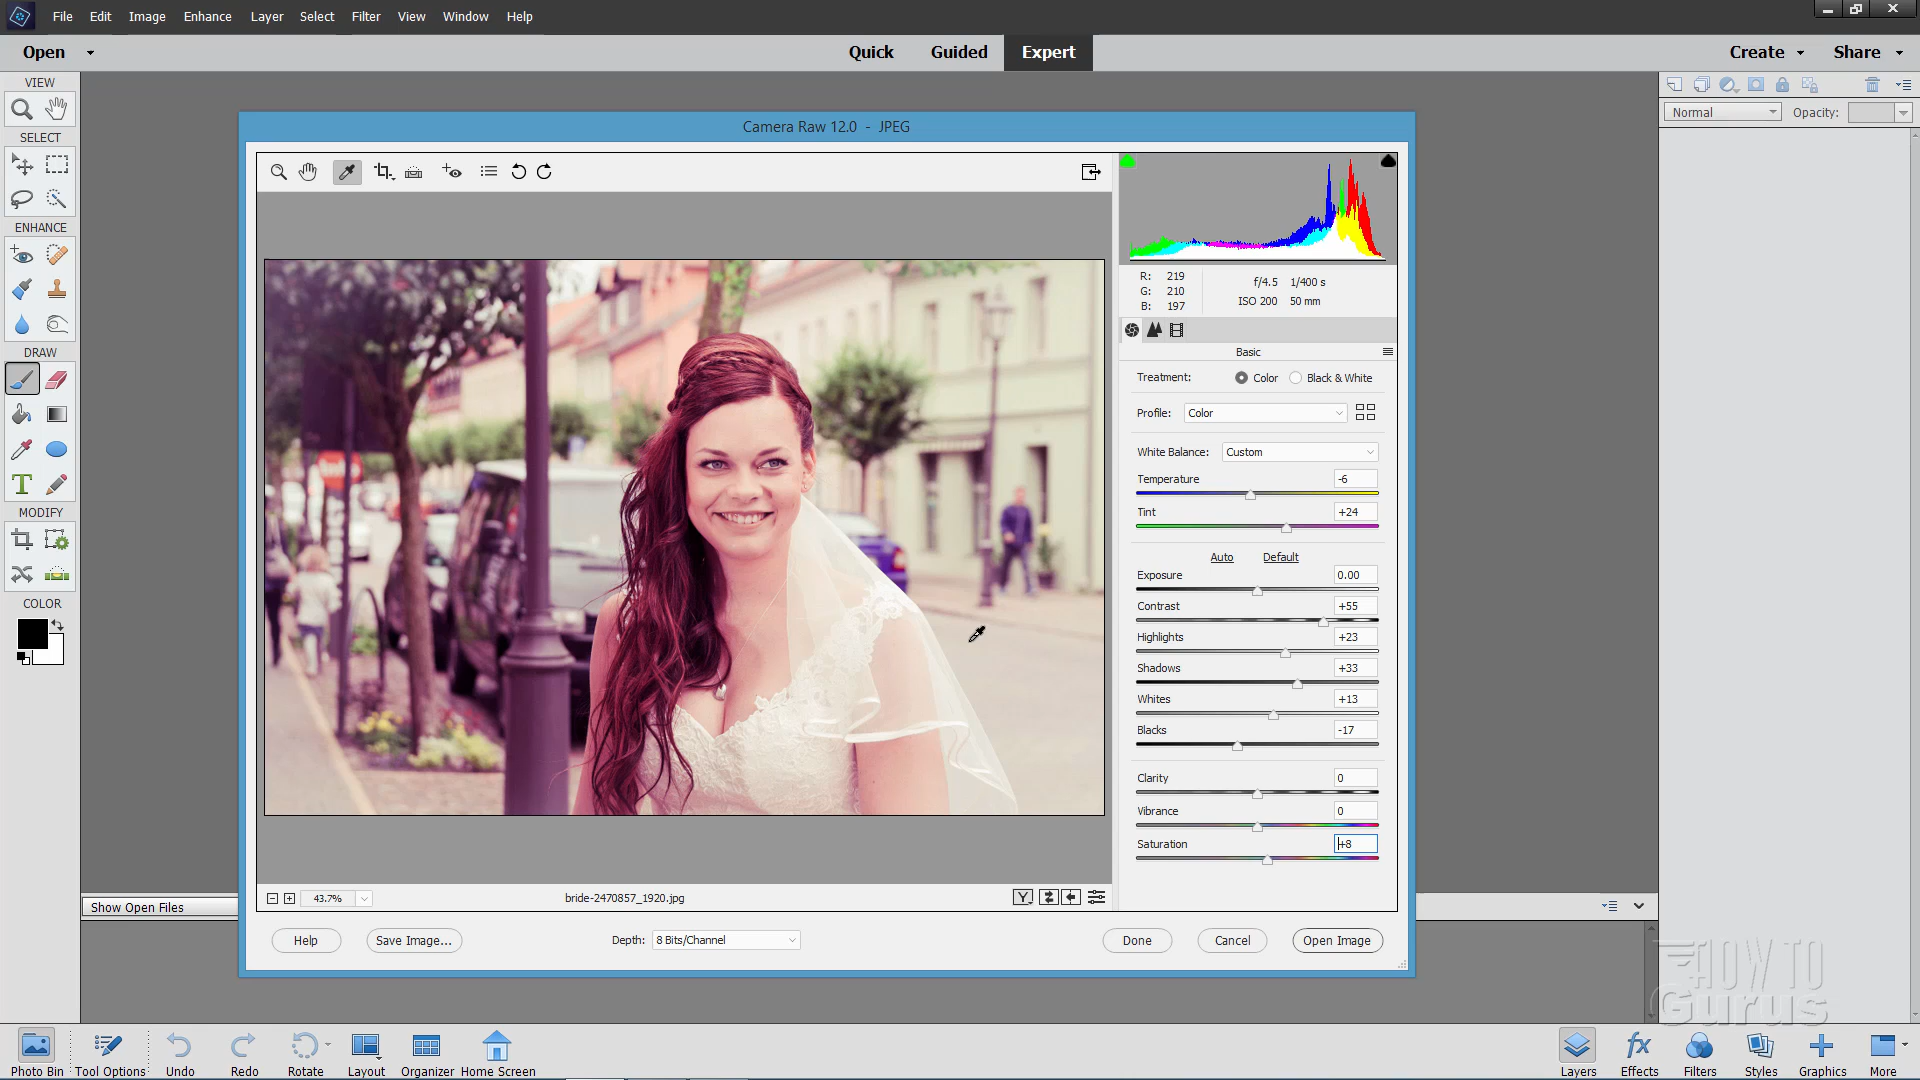 File Edit Image Enhance Layer Select Filter View Window Help
Open Quick Guided Expert Create Share
VIEW
SELECT
ENHANCE
DRAW
MODIFY
COLOR
Normal Opacity:
Camera Raw 12.0 - JPEG
R: 219
G: 210
B: 197
f/4.5 1/400 s
ISO 200 50 mm
Basic
Treatment: Color Black & White
Profile: Color
White Balance: Custom
Temperature -6
Tint +24
Auto Default
Exposure 0.00
Contrast +55
Highlights +23
Shadows +33
Whites +13
Blacks -17
Clarity 0
Vibrance 0
Saturation +8
43.7% bride-2470857_1920.jpg Y
Show Open Files
Help Save Image... Depth: 8 Bits/Channel Done Cancel Open Image
HOW TO
Gurus
Photo Bin Tool Options Undo Redo Rotate Layout Organizer Home Screen
fx
Layers Effects Filters Styles Graphics More